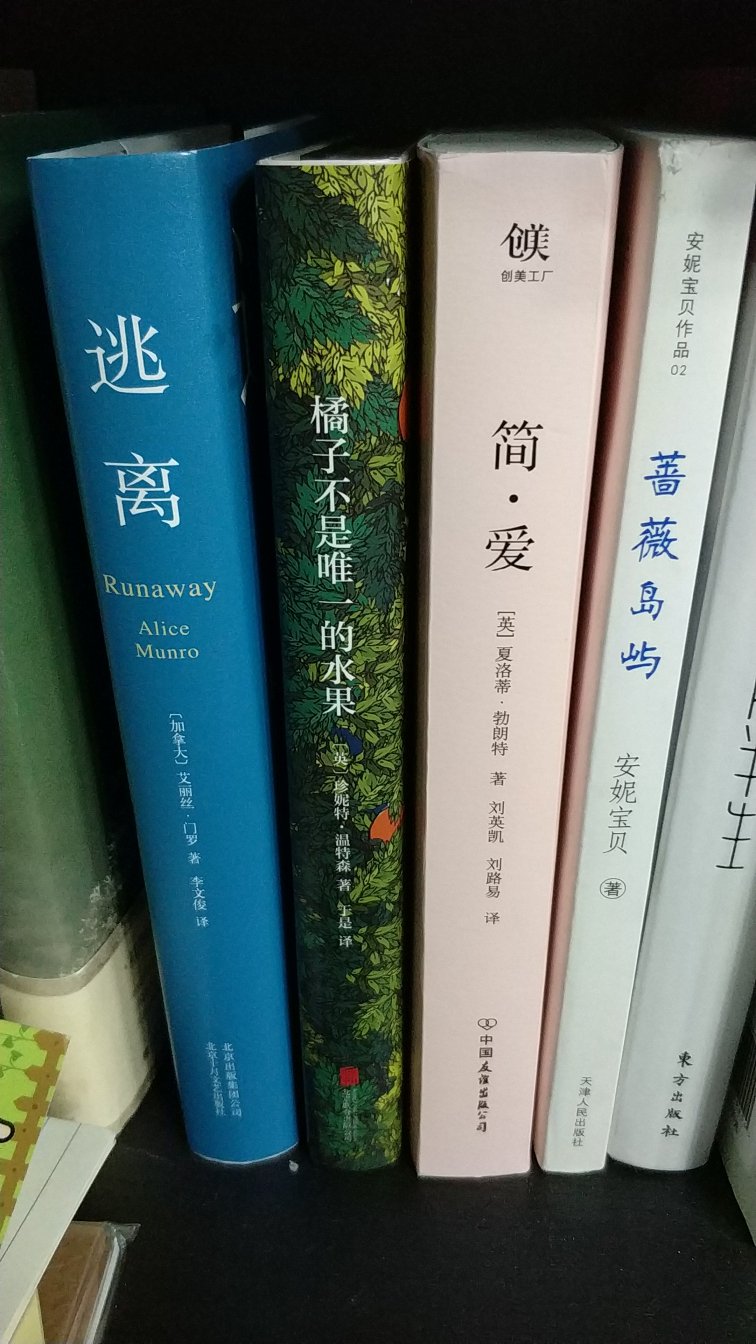 逃离
Runaway
Alice
Munro
〔加拿大〕艾丽丝·门罗 著 李文俊 译
北京出版集团公司
北京十月文艺出版社
橘子不是唯一的水果
〔英〕珍妮特·温特森 著 于是 译
创美工厂
简·爱
［英］夏洛蒂·勃朗特 著 刘英凯 刘路易 译
中国友谊出版公司
安妮宝贝作品
02
蔷薇岛屿
安妮宝贝 著
天津人民出版社
东方出版社